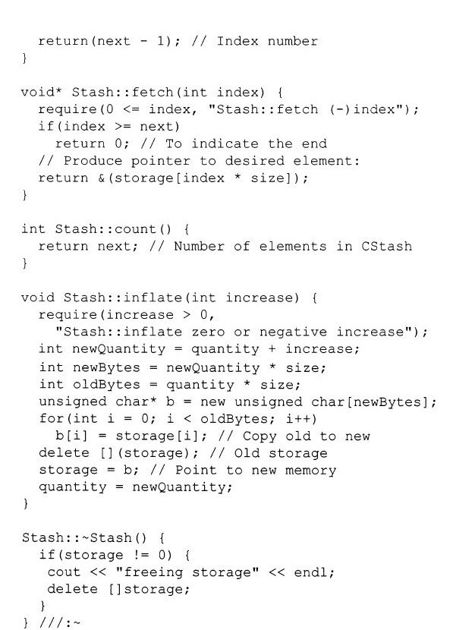 return(next - 1); // Index number
}

void* Stash::fetch(int index) {
  require(0 <= index, "Stash::fetch (-)index");
  if(index >= next)
    return 0; // To indicate the end
  // Produce pointer to desired element:
  return &(storage[index * size]);
}

int Stash::count() {
  return next; // Number of elements in CStash
}

void Stash::inflate(int increase) {
  require(increase > 0,
    "Stash::inflate zero or negative increase");
  int newQuantity = quantity + increase;
  int newBytes = newQuantity * size;
  int oldBytes = quantity * size;
  unsigned char* b = new unsigned char[newBytes];
  for(int i = 0; i < oldBytes; i++)
    b[i] = storage[i]; // Copy old to new
  delete [](storage); // Old storage
  storage = b; // Point to new memory
  quantity = newQuantity;
}

Stash::~Stash() {
  if(storage != 0) {
   cout << "freeing storage" << endl;
   delete []storage;
  }
} ///:~